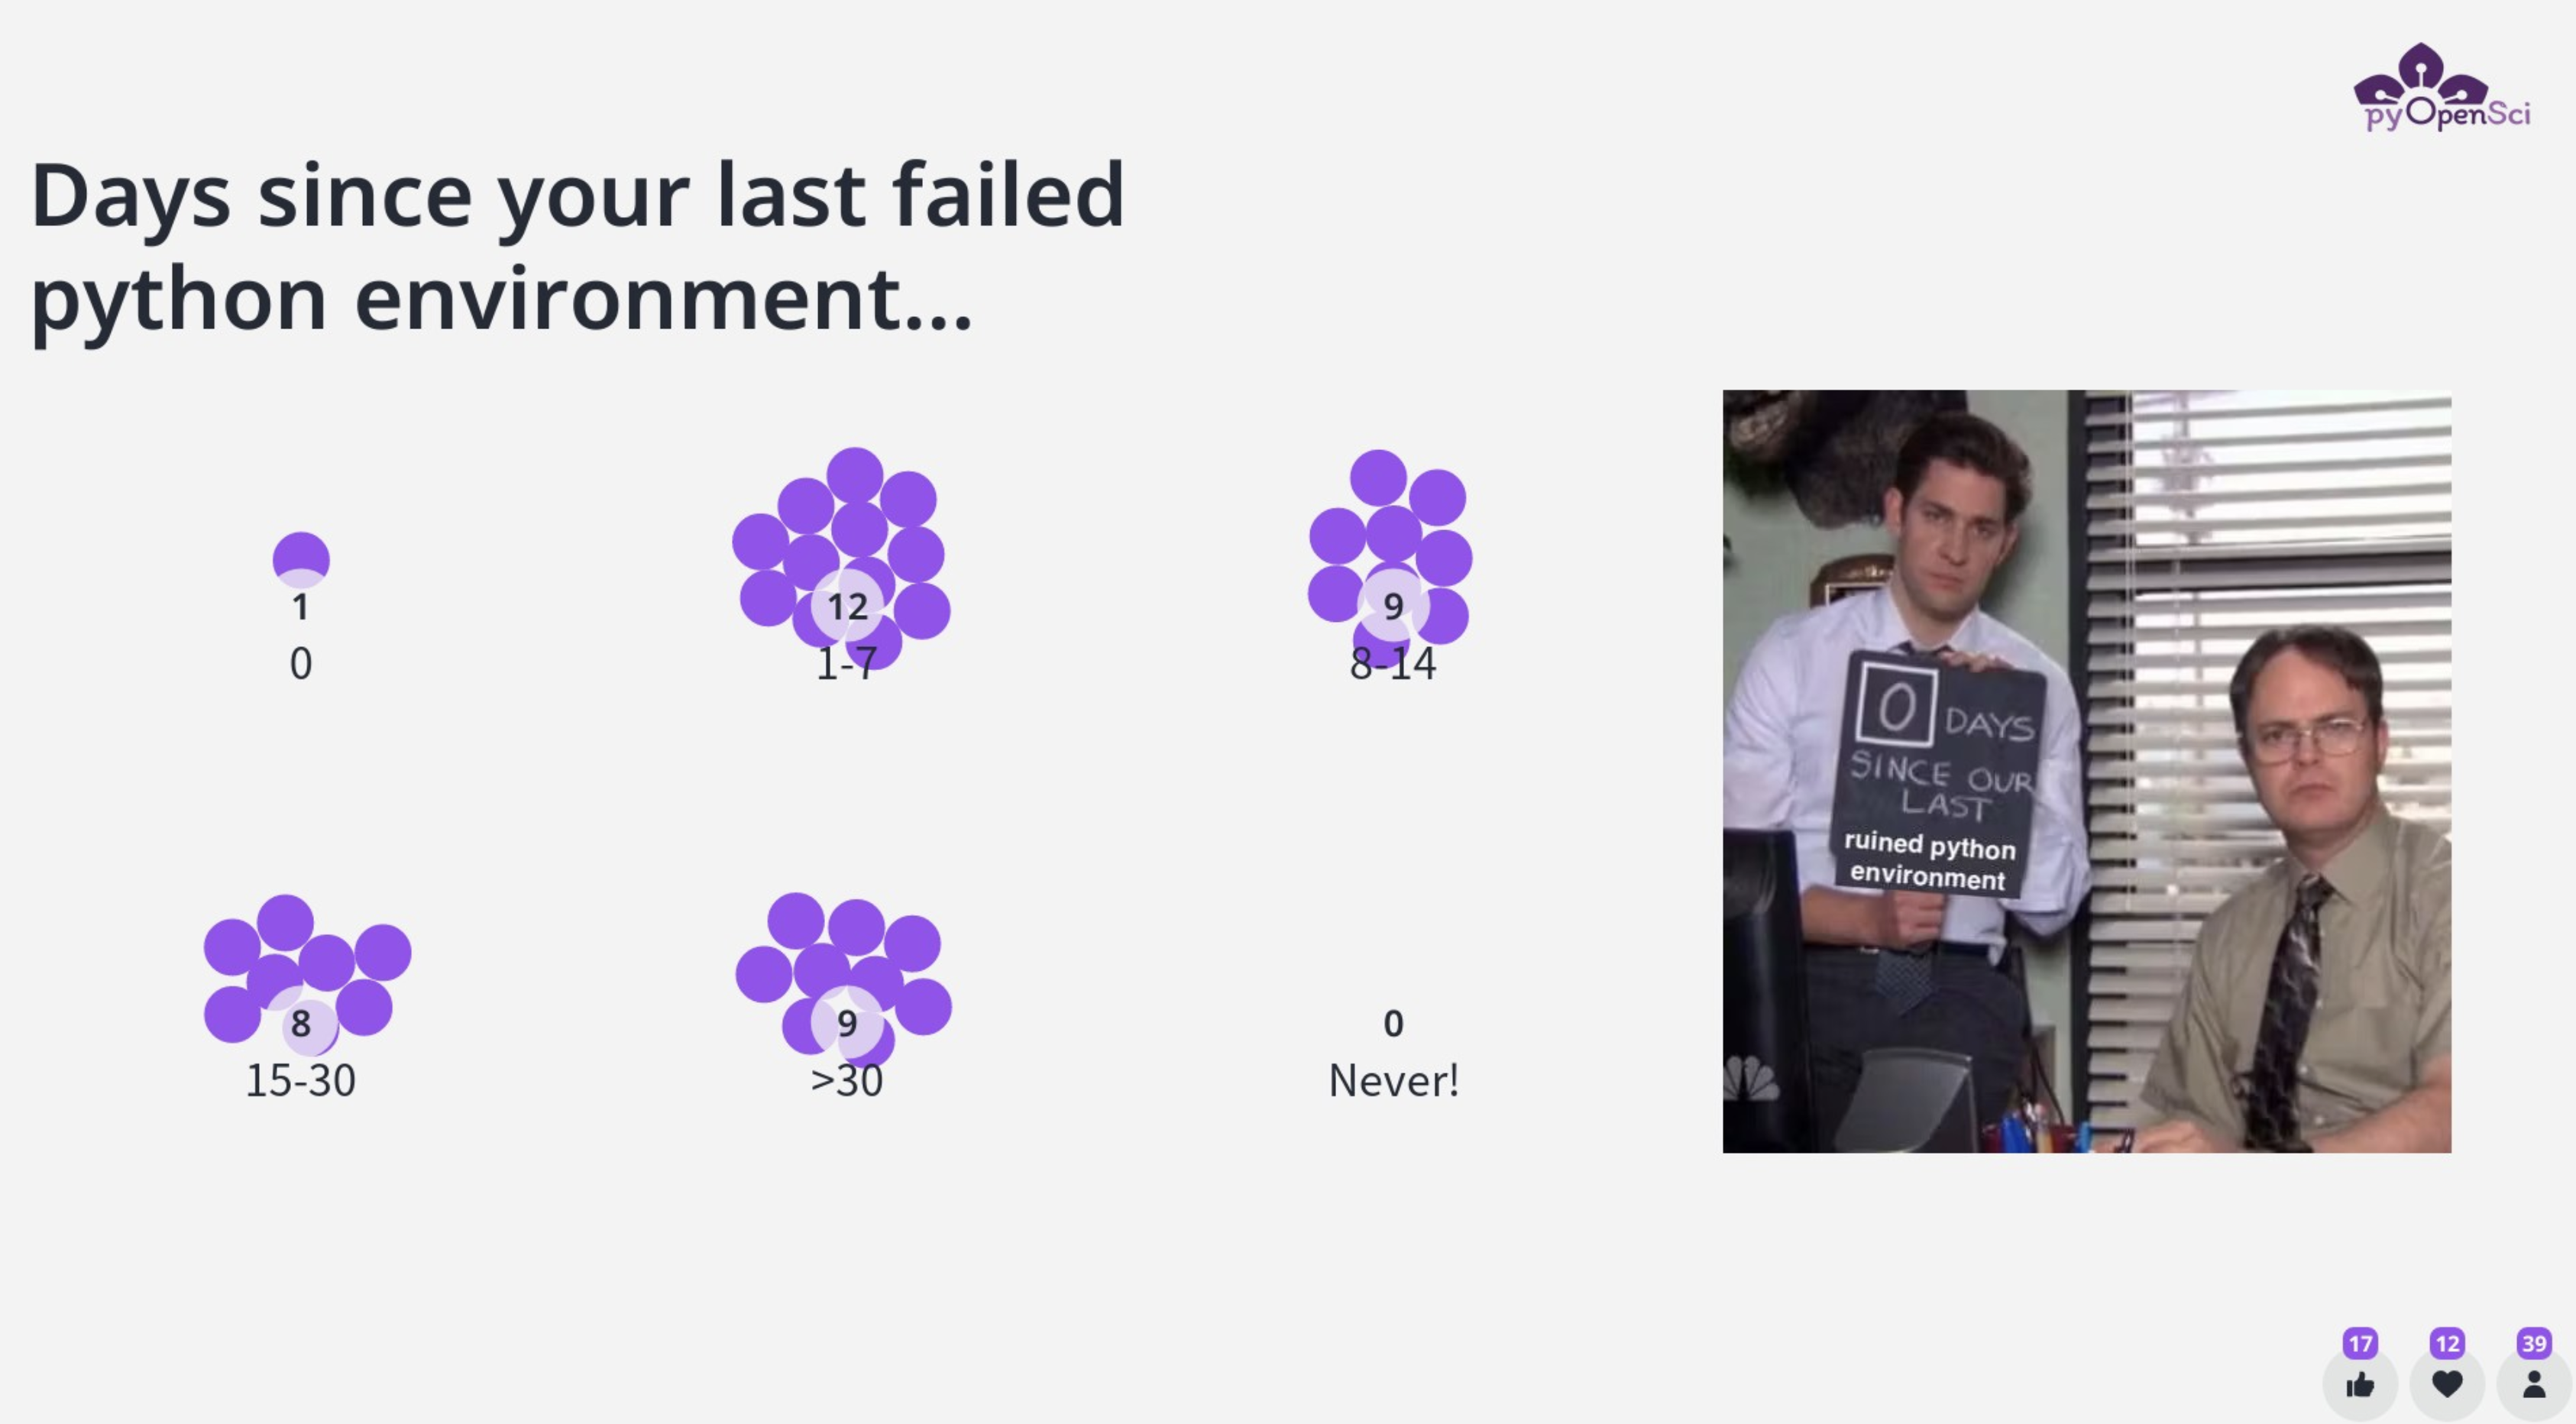 pyOpenSci
Days since your last failed
python environment...
1
0
12
1-7
9
8-14
8
15-30
9
>30
0
Never!
0 DAYS
SINCE OUR
LAST
ruined python
environment
17 12 39